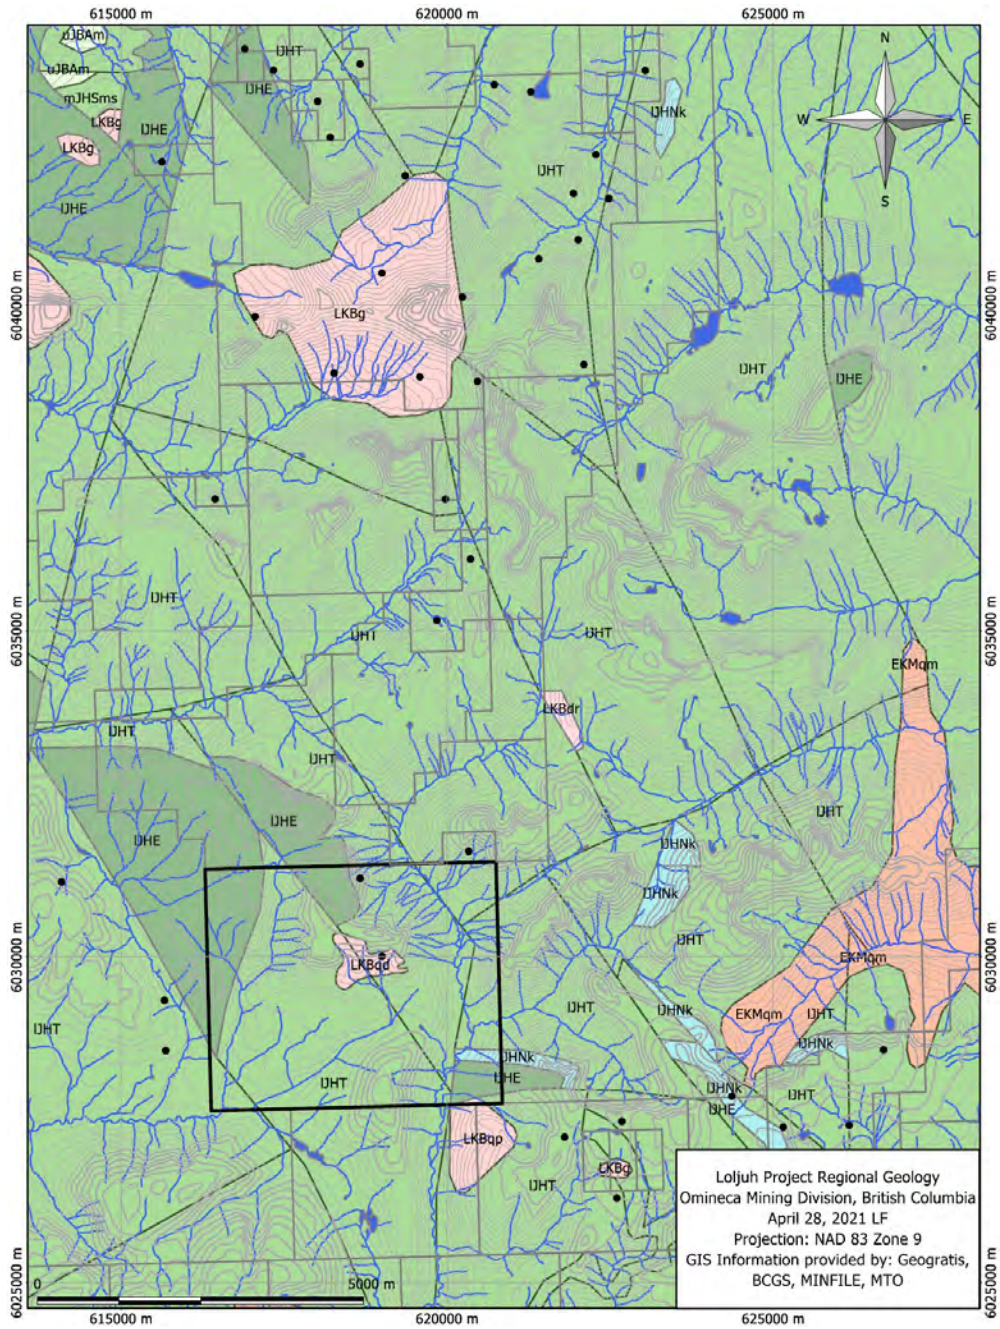 615000 m
620000 m
625000 m
uJBAm
uJBAm
mJHSms
LKBg
LKBg
lJHE
lJHE
lJHT
lJHE
lJHNk
N
W
E
S
lJHT
6040000 m
6040000 m
LKBg
lJHT
lJHE
lJHT
lJHT
lJHT
6035000 m
6035000 m
EKMqm
LKBdr
lJHT
lJHT
lJHE
lJHE
lJHT
lJHNk
lJHNk
lJHT
6030000 m
6030000 m
LKBqd
EKMqm
lJHT
lJHNk
EKMqm
lJHT
lJHT
lJHNk
lJHNk
lJHE
lJHT
lJHNk
lJHE
lJHT
LKBqp
LKBg
lJHT
Loljuh Project Regional Geology
Omineca Mining Division, British Columbia
April 28, 2021 LF
Projection: NAD 83 Zone 9
GIS Information provided by: Geogratis,
BCGS, MINFILE, MTO
0
5000 m
6025000 m
6025000 m
615000 m
620000 m
625000 m